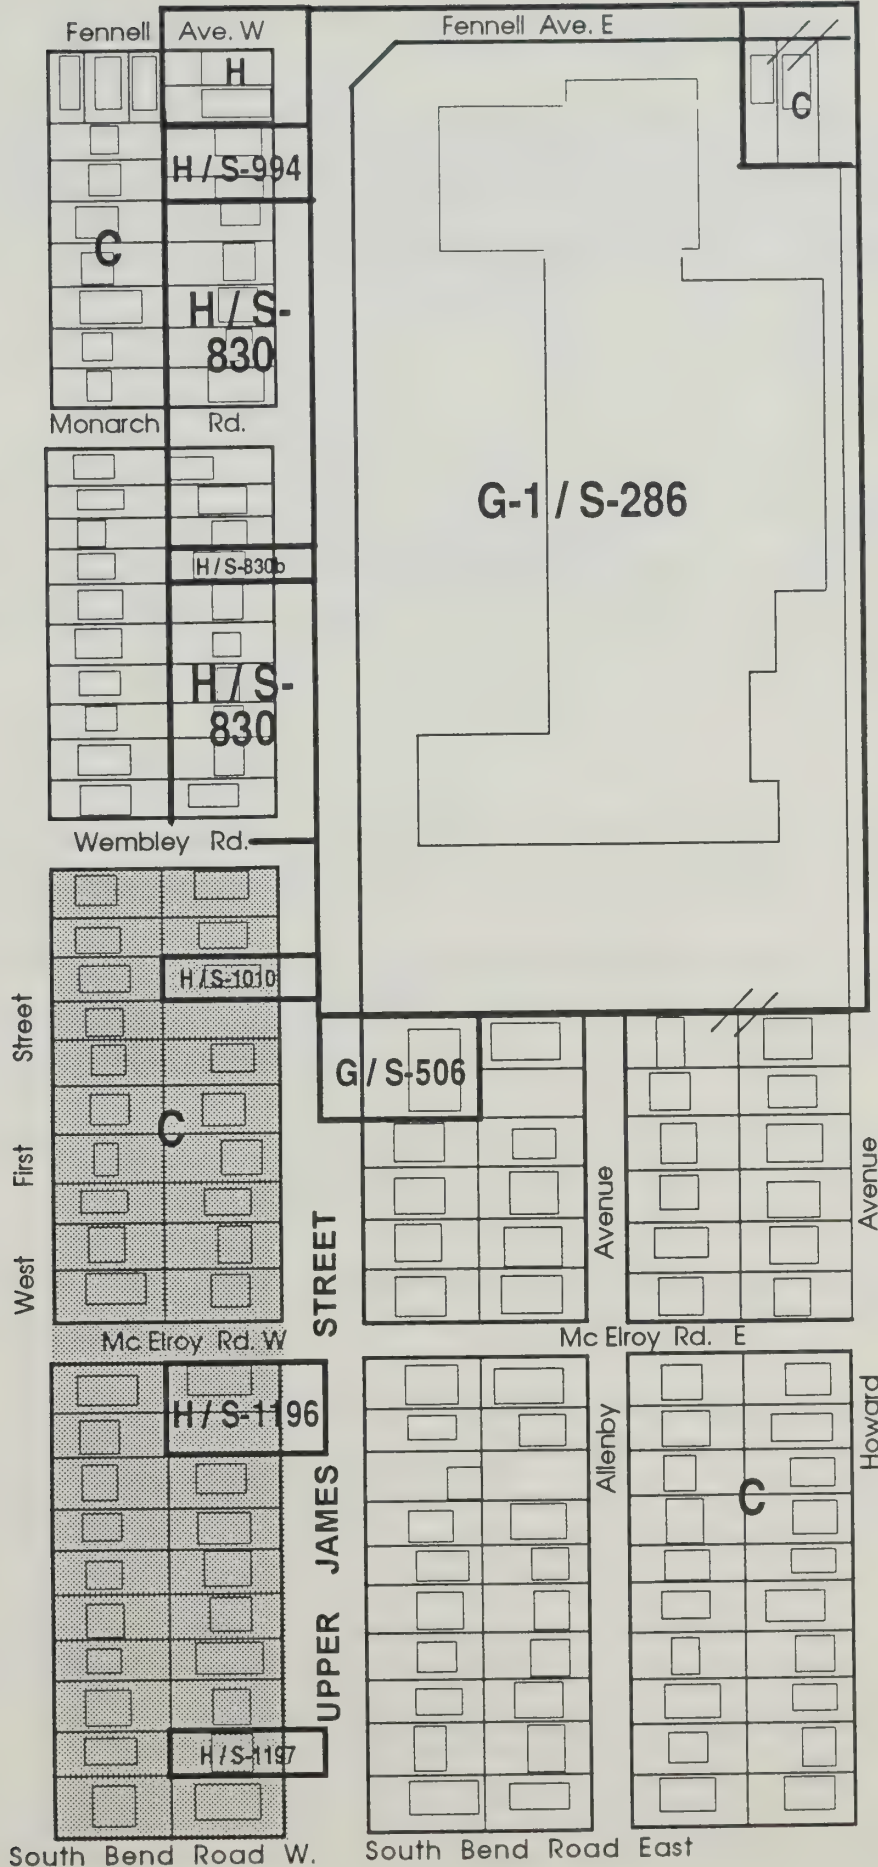 Fennell Ave. W
Fennell Ave. E
H
C
H / S-994
C
H / S-
830
Monarch Rd.
G-1 / S-286
H / S-830b
H / S-
830
Wembley Rd.
H / S-1010
Street
First
West
G / S-506
C
Avenue
Avenue
STREET
Mc Elroy Rd. W
Mc Elroy Rd. E
H / S-1196
Allenby
Howard
C
JAMES
UPPER
H / S-1197
South Bend Road W.
South Bend Road East